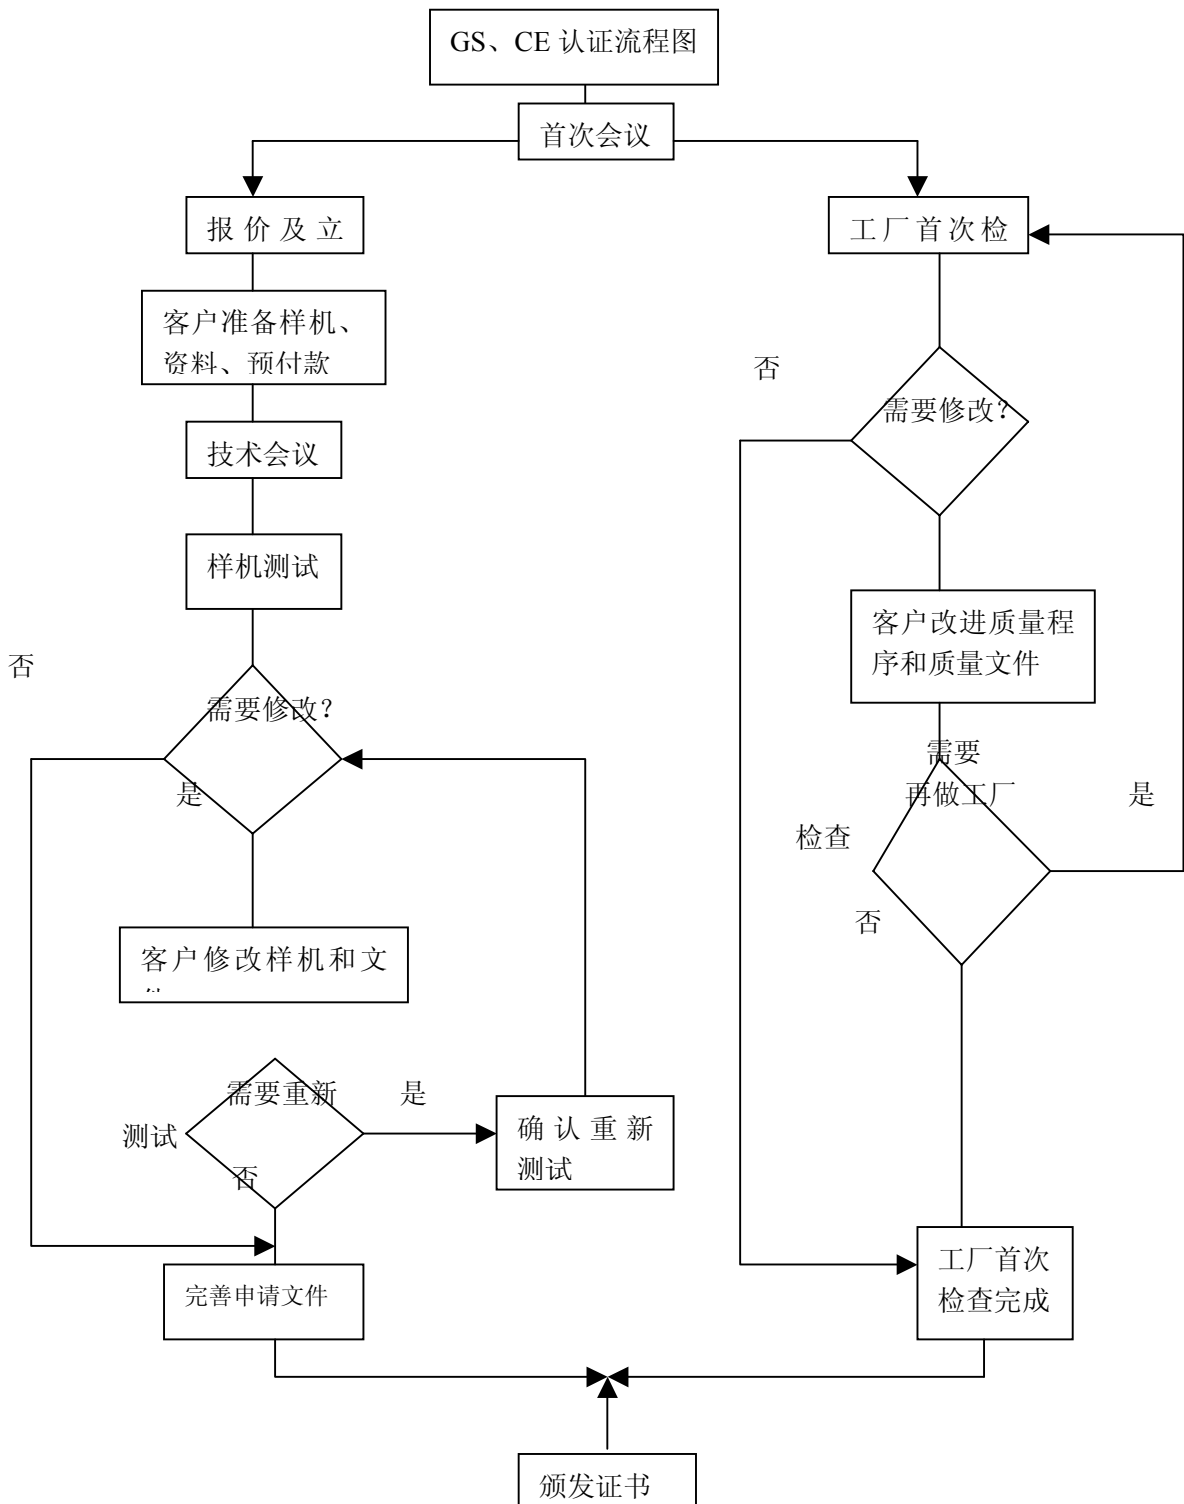 GS、CE 认证流程图
首次会议
报价及立
客户准备样机、
资料、预付款
技术会议
样机测试
否
需要修改?
是
客户修改样机和文
需要重新
测试
是
否
确认重新
测试
完善申请文件
工厂首次检
否
需要修改?
客户改进质量程
序和质量文件
需要
再做工厂
检查
是
否
工厂首次
检查完成
颁发证书